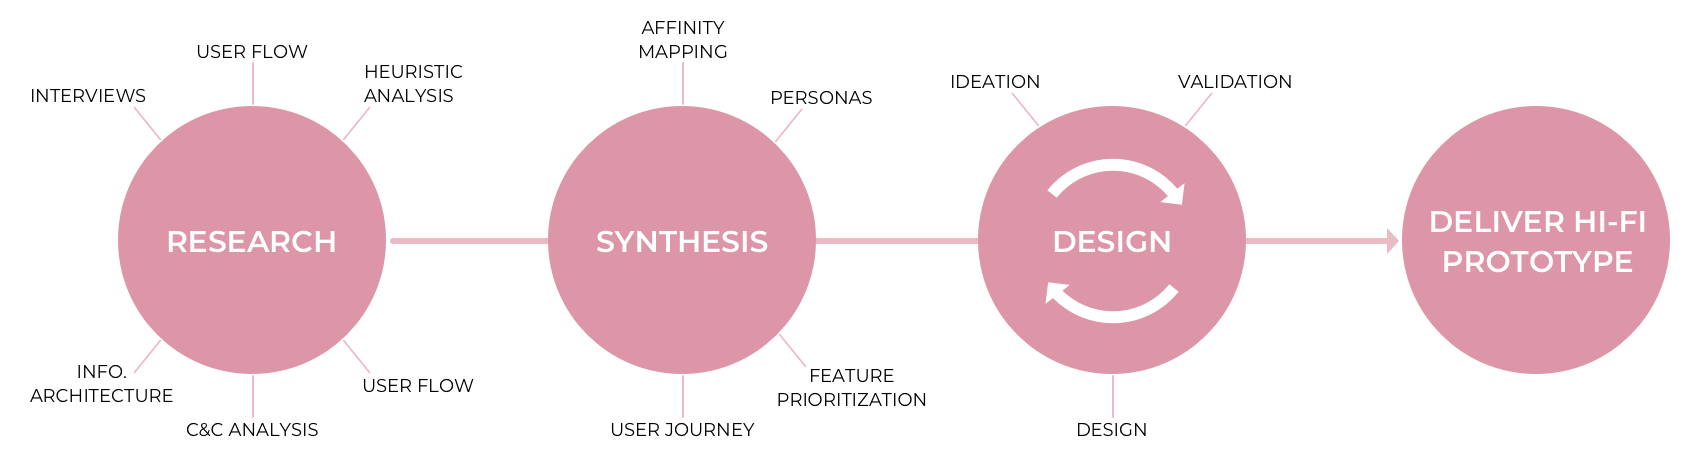 USER FLOW
INTERVIEWS
HEURISTIC
ANALYSIS
RESEARCH
INFO.
ARCHITECTURE
C&C ANALYSIS
USER FLOW
AFFINITY
MAPPING
PERSONAS
SYNTHESIS
USER JOURNEY
FEATURE
PRIORITIZATION
IDEATION
VALIDATION
DESIGN
DESIGN
DELIVER HI-FI
PROTOTYPE